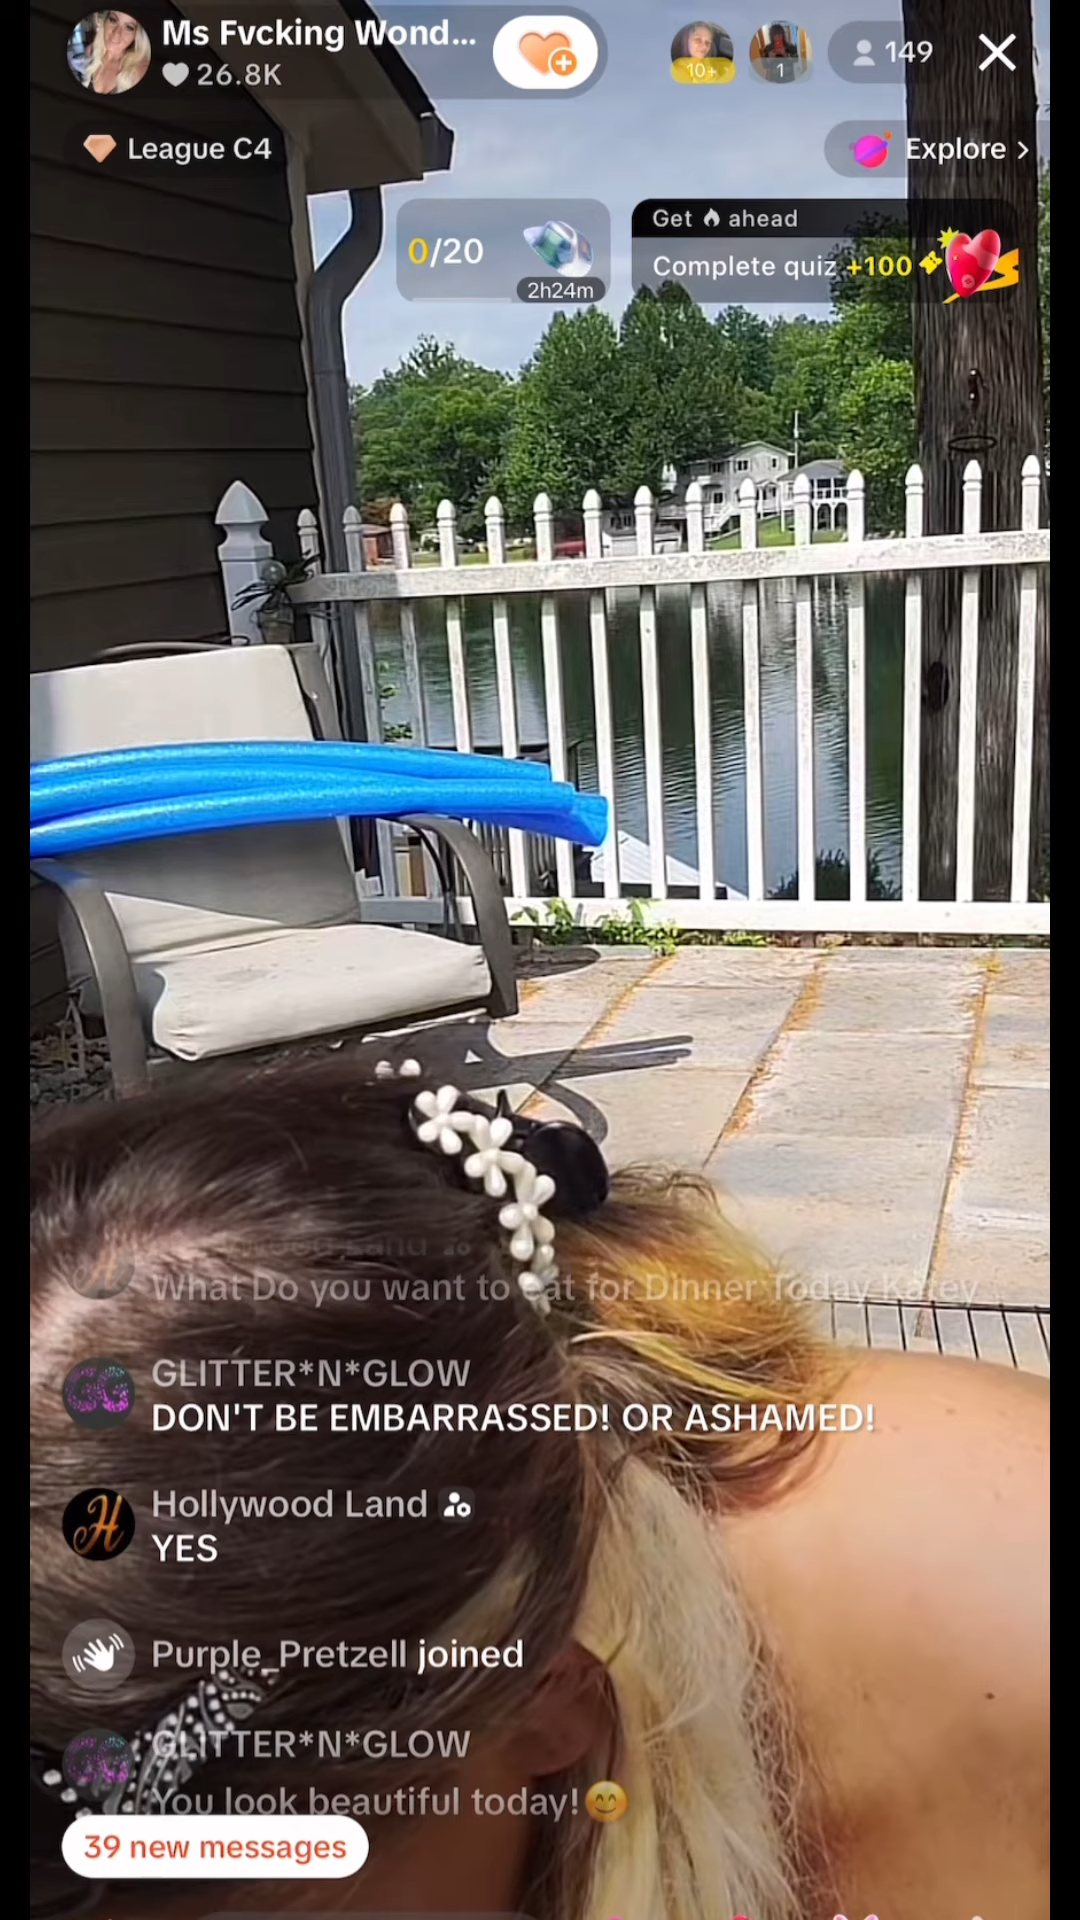 Ms Fvcking Wond...
26.8K
10+
1
149
League C4
Explore
0/20
2h24m
Get ahead
Complete quiz +100
What Do you want to eat for Dinner Today Katey
GLITTER*N*GLOW
DON'T BE EMBARRASSED! OR ASHAMED!
Hollywood Land
YES
Purple_Pretzell joined
GLITTER*N*GLOW
You look beautiful today!😊
39 new messages